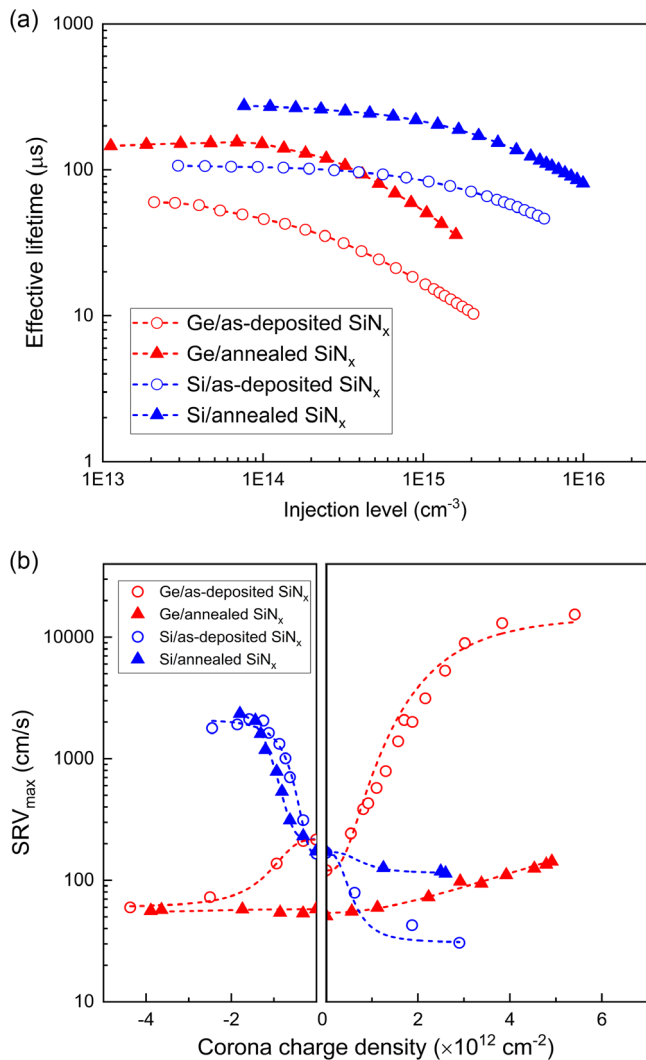 (a)
1000
100
10
1
Effective lifetime (μs)
Ge/as-deposited SiNx
Ge/annealed SiNx
Si/as-deposited SiNx
Si/annealed SiNx
1E13 1E14 1E15 1E16
Injection level (cm-3)
(b)
Ge/as-deposited SiNx
Ge/annealed SiNx
Si/as-deposited SiNx
Si/annealed SiNx
10000
1000
100
10
SRVmax (cm/s)
-4 -2 0 2 4 6
Corona charge density (×10^12 cm-2)